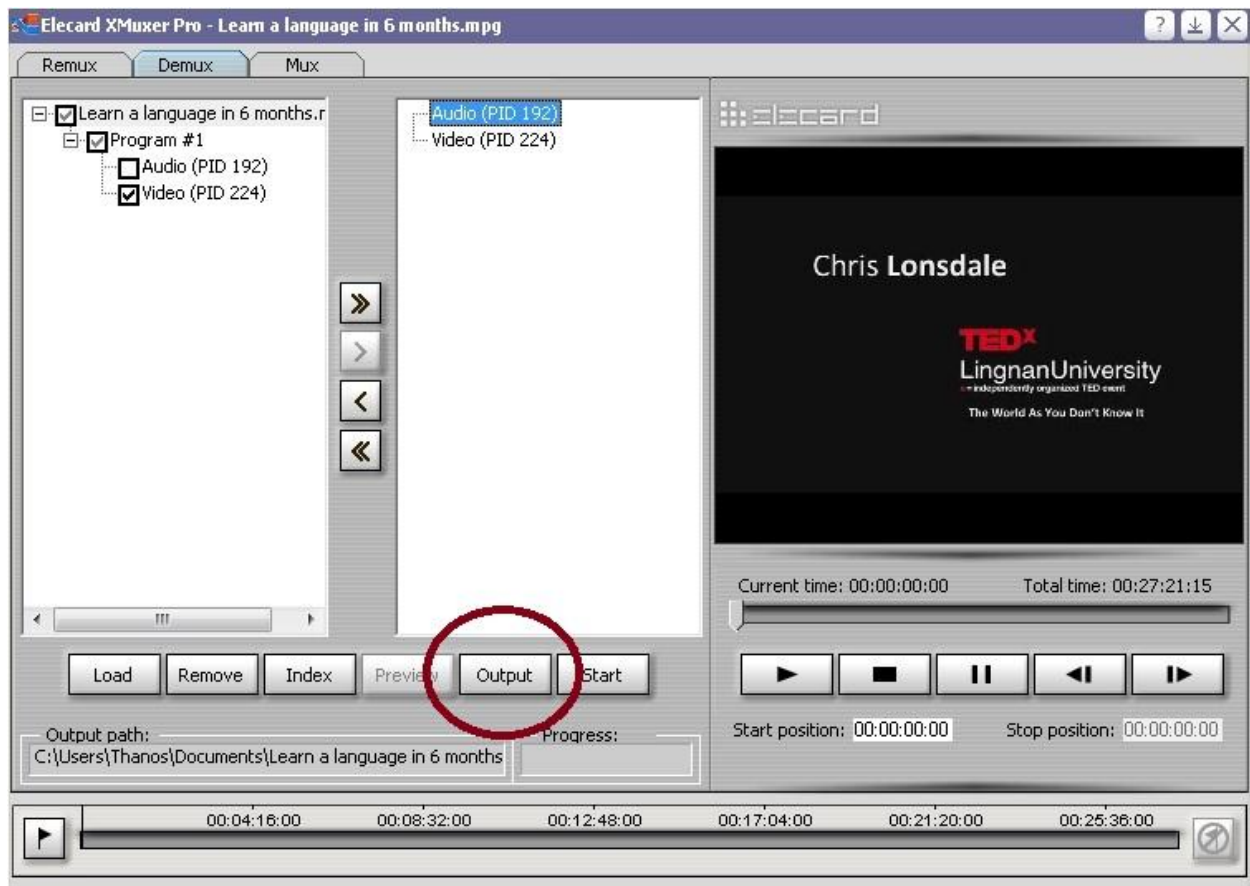 Elecard XMuxer Pro - Learn a language in 6 months.mpg
Remux Demux Mux
Learn a language in 6 months.r
Program #1
Audio (PID 192)
Video (PID 224)
Audio (PID 192)
Video (PID 224)
elecard
Chris Lonsdale
TEDx
LingnanUniversity
x = independently organized TED event
The World As You Don't Know It
Current time: 00:00:00:00 Total time: 00:27:21:15
Load Remove Index Preview Output Start
Start position: 00:00:00:00 Stop position: 00:00:00:00
Output path: Progress:
C:\Users\Thanos\Documents\Learn a language in 6 months
00:04:16:00 00:08:32:00 00:12:48:00 00:17:04:00 00:21:20:00 00:25:36:00